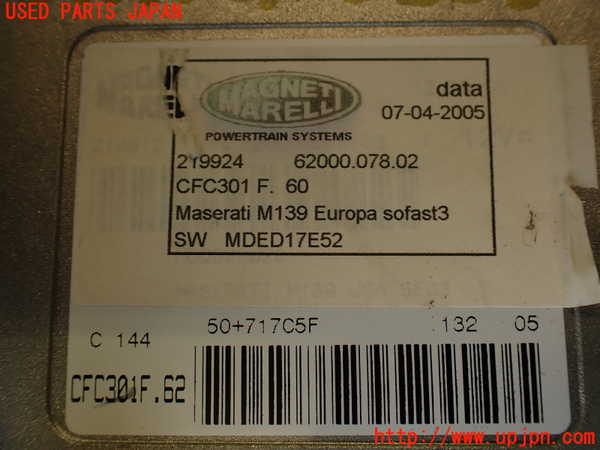 USED PARTS JAPAN
MAGNETI
MARELLI
data
07-04-2005
POWERTRAIN SYSTEMS
219924 62000.078.02
CFC301 F. 60
Maserati M139 Europa sofast3
SW MDED17E52
C 144 50+717C5F 132 05
CFC301F.62
http://www.upjpn.com/